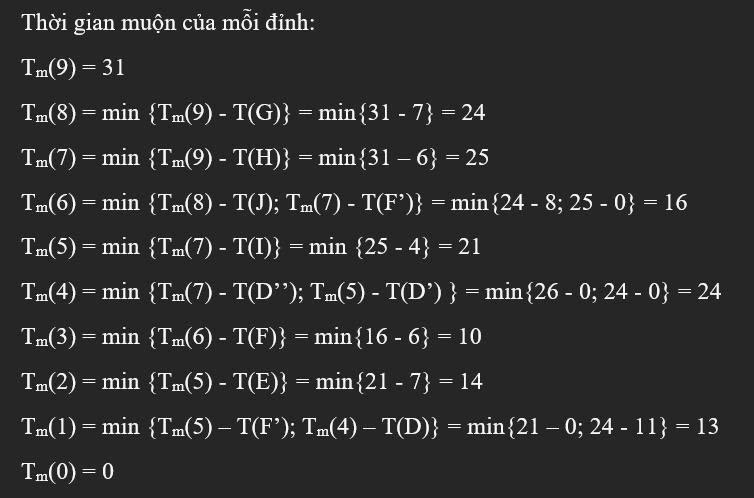 Thời gian muộn của mỗi đỉnh:
Tₘ(9) = 31
Tₘ(8) = min {Tₘ(9) - T(G)} = min{31 - 7} = 24
Tₘ(7) = min {Tₘ(9) - T(H)} = min{31 – 6} = 25
Tₘ(6) = min {Tₘ(8) - T(J); Tₘ(7) - T(F’)} = min{24 - 8; 25 - 0} = 16
Tₘ(5) = min {Tₘ(7) - T(I)} = min {25 - 4} = 21
Tₘ(4) = min {Tₘ(7) - T(D’’); Tₘ(5) - T(D’) } = min{26 - 0; 24 - 0} = 24
Tₘ(3) = min {Tₘ(6) - T(F)} = min{16 - 6} = 10
Tₘ(2) = min {Tₘ(5) - T(E)} = min{21 - 7} = 14
Tₘ(1) = min {Tₘ(5) – T(F’); Tₘ(4) – T(D)} = min{21 – 0; 24 - 11} = 13
Tₘ(0) = 0